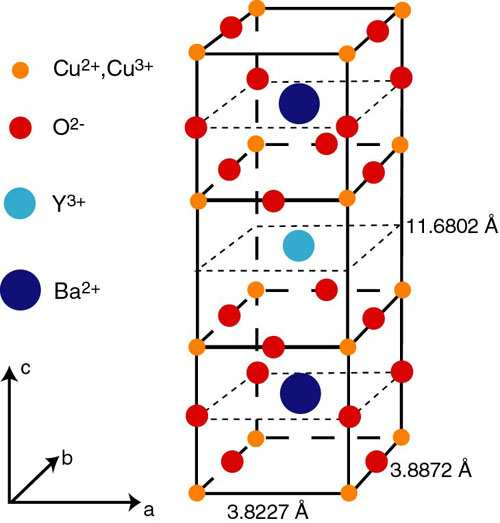 Cu2+,Cu3+
O2-
Y3+
Ba2+
11.6802 Å
c
b
a
3.8872 Å
3.8227 Å